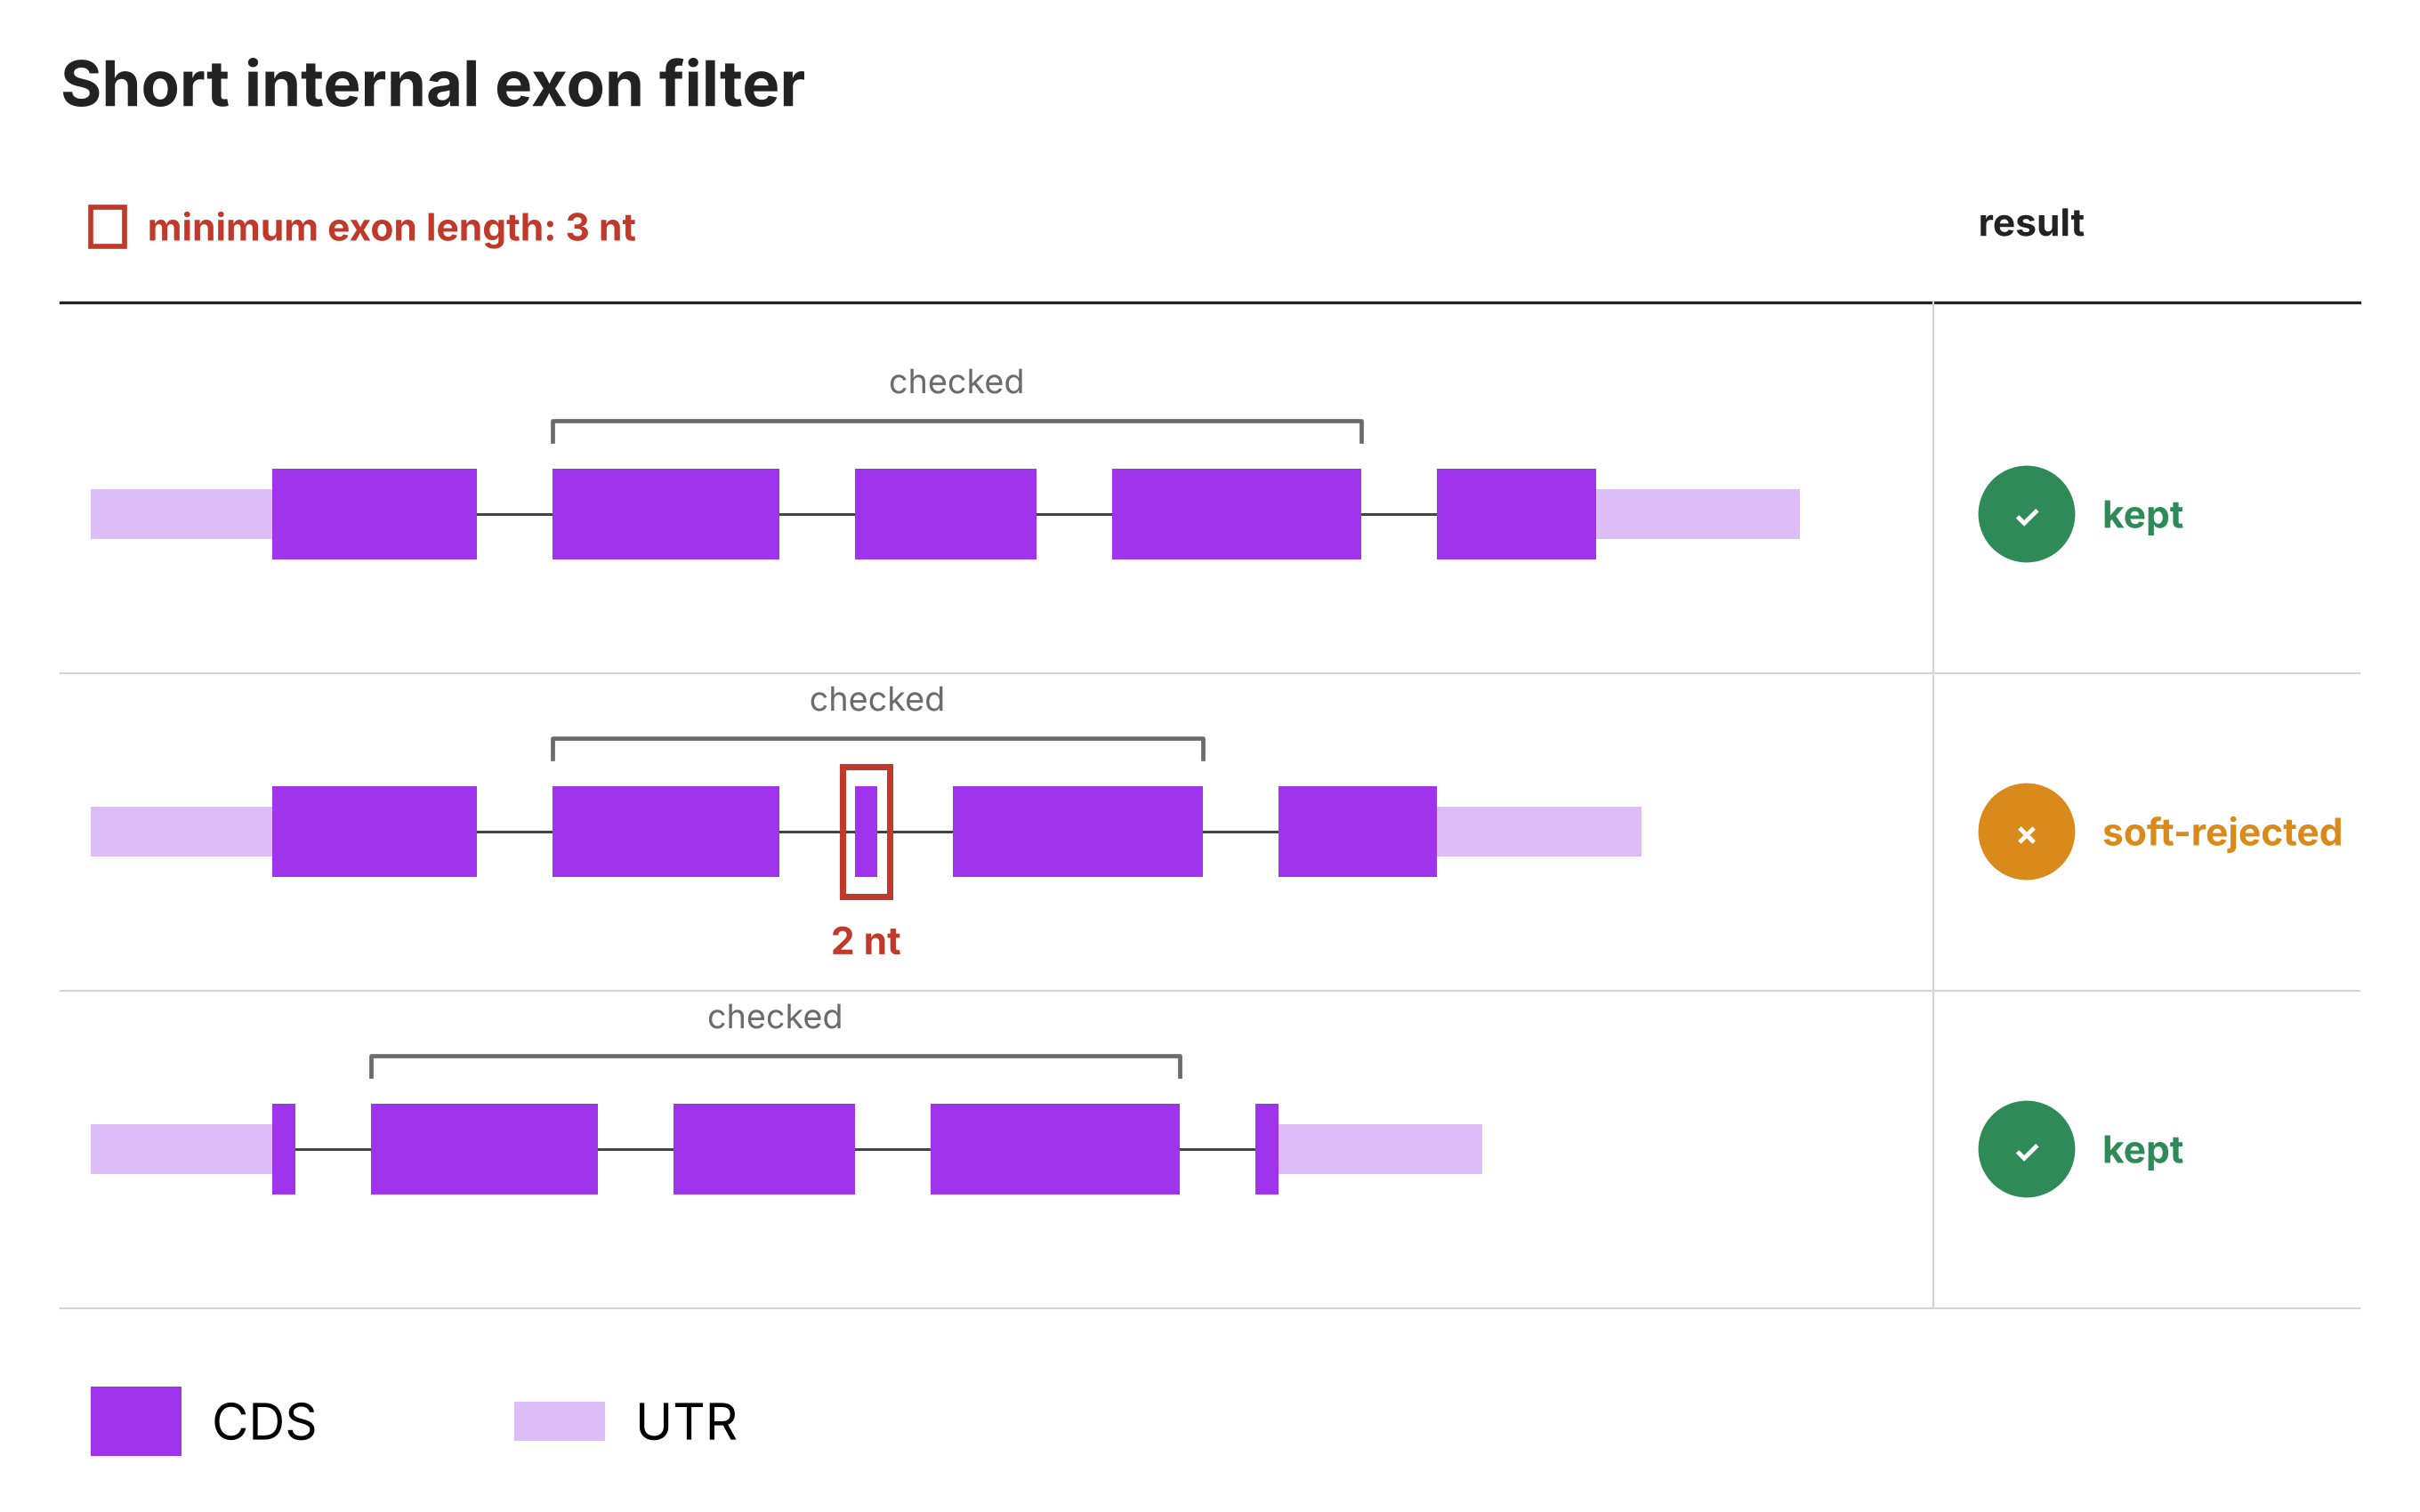 Short internal exon filter
minimum exon length: 3 nt
result
checked
kept
checked
soft-rejected
2 nt
checked
kept
CDS
UTR